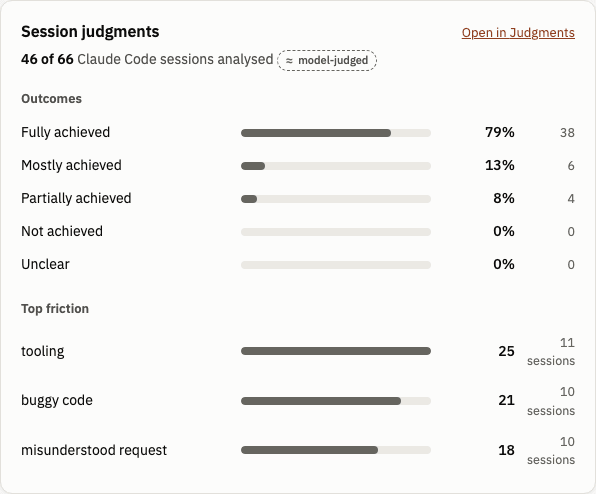 Session judgments
Open in Judgments
46 of 66 Claude Code sessions analysed ≈ model-judged
Outcomes
Fully achieved 79% 38
Mostly achieved 13% 6
Partially achieved 8% 4
Not achieved 0% 0
Unclear 0% 0
Top friction
tooling 25 11 sessions
buggy code 21 10 sessions
misunderstood request 18 10 sessions